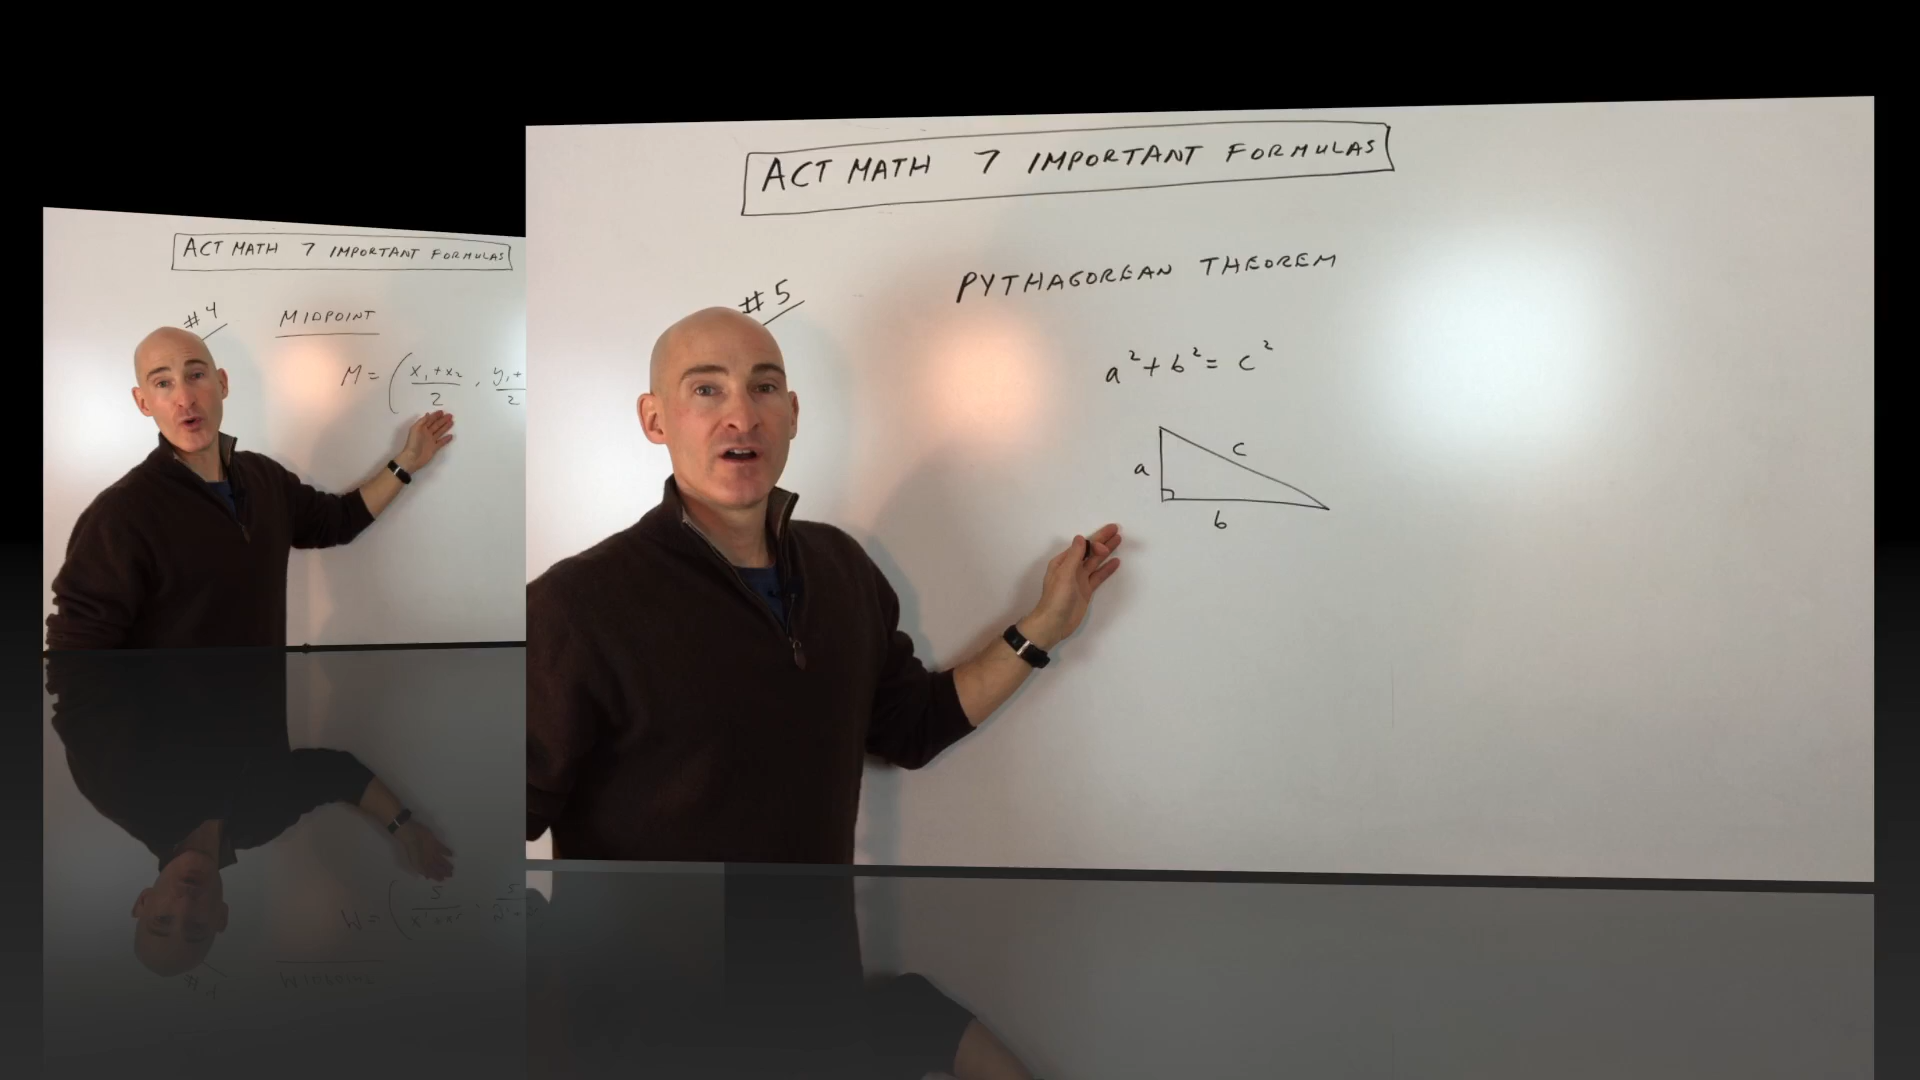 ACT MATH 7 IMPORTANT FORMULAS
#4
MIDPOINT
M = ( x₁ + x₂ / 2 , y₁ + / 2
ACT MATH 7 IMPORTANT FORMULAS
#5
PYTHAGOREAN THEOREM
a² + b² = c²
a
c
b